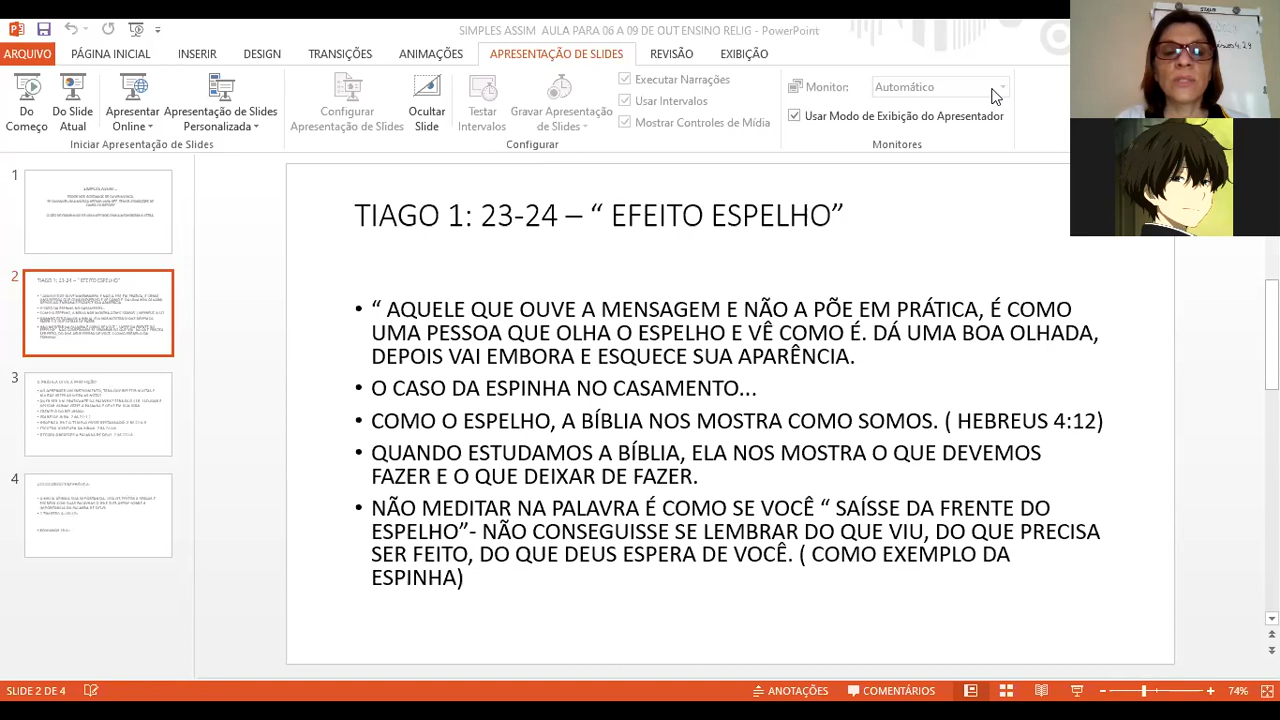 SIMPLES ASSIM AULA PARA 06 A 09 DE OUT ENSINO RELIG - PowerPoint
ARQUIVO PÁGINA INICIAL INSERIR DESIGN TRANSIÇÕES ANIMAÇÕES APRESENTAÇÃO DE SLIDES REVISÃO EXIBIÇÃO
Do Começo
Do Slide Atual
Apresentar Online
Apresentação de Slides Personalizada
Iniciar Apresentação de Slides
Configurar Apresentação de Slides
Ocultar Slide
Testar Intervalos
Gravar Apresentação de Slides
Executar Narrações
Usar Intervalos
Mostrar Controles de Mídia
Configurar
Monitor: Automático
Usar Modo de Exibição do Apresentador
Monitores
1
2
3
4
TIAGO 1: 23-24 – “ EFEITO ESPELHO”
• “ AQUELE QUE OUVE A MENSAGEM E NÃO A PÕE EM PRÁTICA, É COMO
UMA PESSOA QUE OLHA O ESPELHO E VÊ COMO É. DÁ UMA BOA OLHADA,
DEPOIS VAI EMBORA E ESQUECE SUA APARÊNCIA.
• O CASO DA ESPINHA NO CASAMENTO...
• COMO O ESPELHO, A BÍBLIA NOS MOSTRA COMO SOMOS. ( HEBREUS 4:12)
• QUANDO ESTUDAMOS A BÍBLIA, ELA NOS MOSTRA O QUE DEVEMOS
FAZER E O QUE DEIXAR DE FAZER.
• NÃO MEDITAR NA PALAVRA É COMO SE VOCÊ “ SAÍSSE DA FRENTE DO
ESPELHO”- NÃO CONSEGUISSE SE LEMBRAR DO QUE VIU, DO QUE PRECISA
SER FEITO, DO QUE DEUS ESPERA DE VOCÊ. ( COMO EXEMPLO DA
ESPINHA)
SLIDE 2 DE 4
ANOTAÇÕES COMENTÁRIOS 74%